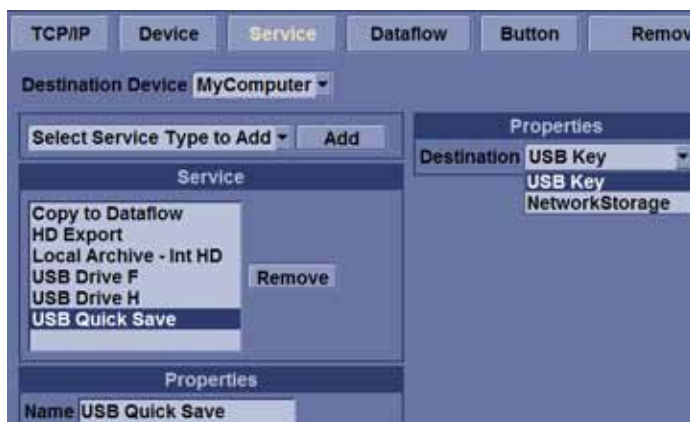 TCP/IP Device Service Dataflow Button Remov
Destination Device MyComputer
Select Service Type to Add Add
Service
Copy to Dataflow
HD Export
Local Archive - Int HD
USB Drive F
USB Drive H
USB Quick Save
Remove
Properties
Name USB Quick Save
Properties
Destination USB Key
USB Key
NetworkStorage